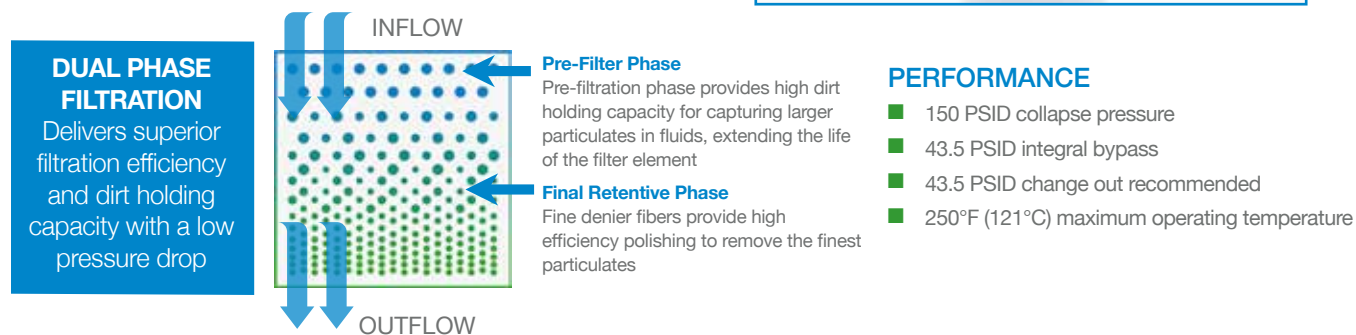 DUAL PHASE
FILTRATION
Delivers superior
filtration efficiency
and dirt holding
capacity with a low
pressure drop
INFLOW
OUTFLOW
Pre-Filter Phase
Pre-filtration phase provides high dirt
holding capacity for capturing larger
particulates in fluids, extending the life
of the filter element
Final Retentive Phase
Fine denier fibers provide high
efficiency polishing to remove the finest
particulates
PERFORMANCE
150 PSID collapse pressure
43.5 PSID integral bypass
43.5 PSID change out recommended
250°F (121°C) maximum operating temperature